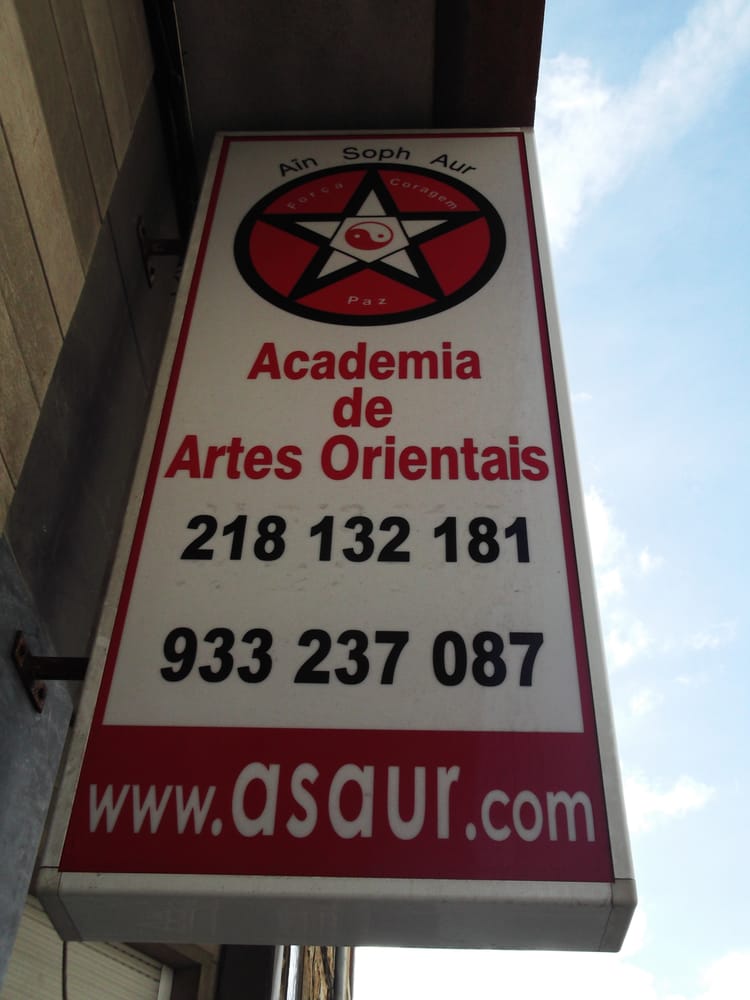 Aïn Soph Aur
Força Coragem
Paz
Academia
de
Artes Orientais
218 132 181
933 237 087
www.asaur.com